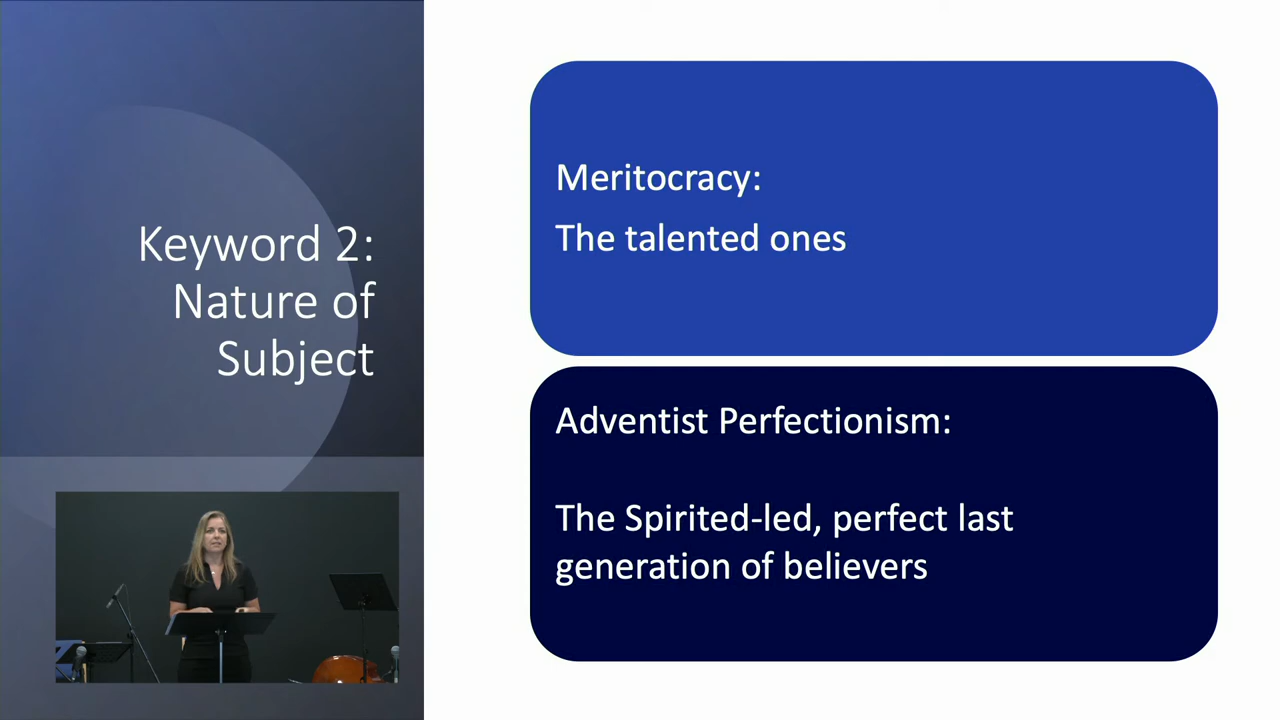 Keyword 2:
Nature of
Subject
Meritocracy:
The talented ones
Adventist Perfectionism:
The Spirited-led, perfect last
generation of believers